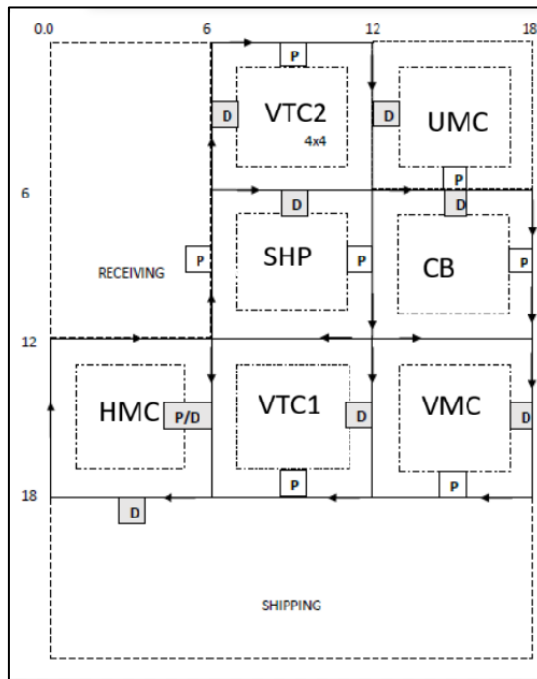 0.0 6 12 18
P
D VTC2 D UMC
4x4
P
6
D D
P SHP P CB P
RECEIVING
12
HMC P/D VTC1 D VMC D
P P
18
D
SHIPPING